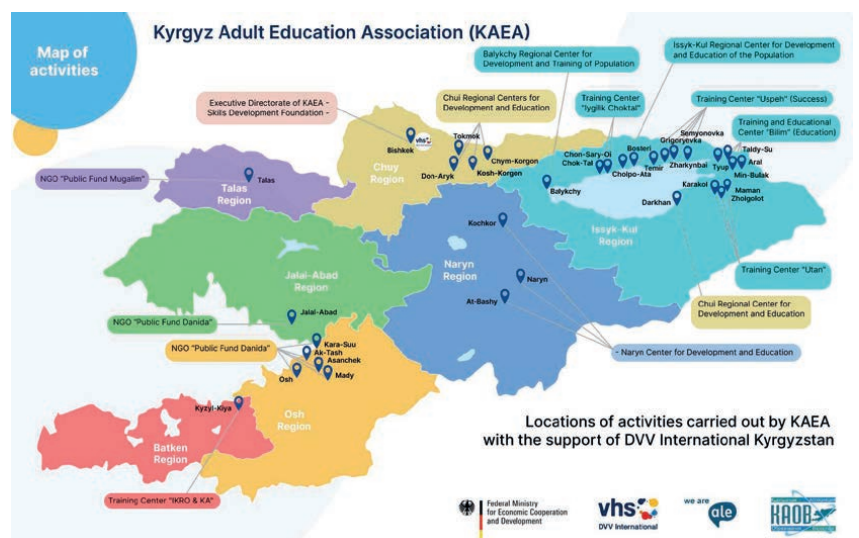 Map of
activities
Kyrgyz Adult Education Association (KAEA)
Balykchy Regional Center for
Development and Training of Population
Issyk-Kul Regional Center for Development
and Education of the Population
Executive Directorate of KAEA -
Skills Development Foundation -
Chui Regional Centers for
Development and Education
Training Center
"Iygilik Choktal"
Training Center "Uspeh" (Success)
Training and Educational
Center "Bilim" (Education)
Bishkek
vhs
Tokmok
Chym-Korgon
Don-Aryk
Kosh-Korgon
Chuy
Region
Semyonovka
Grigoryevka
Bosteri
Chon-Sary-Oi
Chok-Tal
Cholpo-Ata
Temir
Zharkynbai
Tyup
Taldy-Su
Aral
Min-Bulak
Karakol
Maman
Zholgolot
Balykchy
Darkhan
Issyk-Kul
Region
NGO "Public Fund Mugalim"
Talas
Talas
Region
Kochkor
Naryn
Region
Naryn
At-Bashy
Training Center "Utan"
Chui Regional Center for
Development and Education
Jalal-Abad
Region
Jalal-Abad
NGO "Public Fund Danida"
NGO "Public Fund Danida"
Kara-Suu
Ak-Tash
Asanchek
Osh
Mady
- Naryn Center for Development and Education
Kyzyl-Kiya
Osh
Region
Batken
Region
Training Center "IKRO & KA"
Locations of activities carried out by KAEA
with the support of DVV International Kyrgyzstan
Federal Ministry
for Economic Cooperation
and Development
vhs
DVV International
we are
ale
KAOB